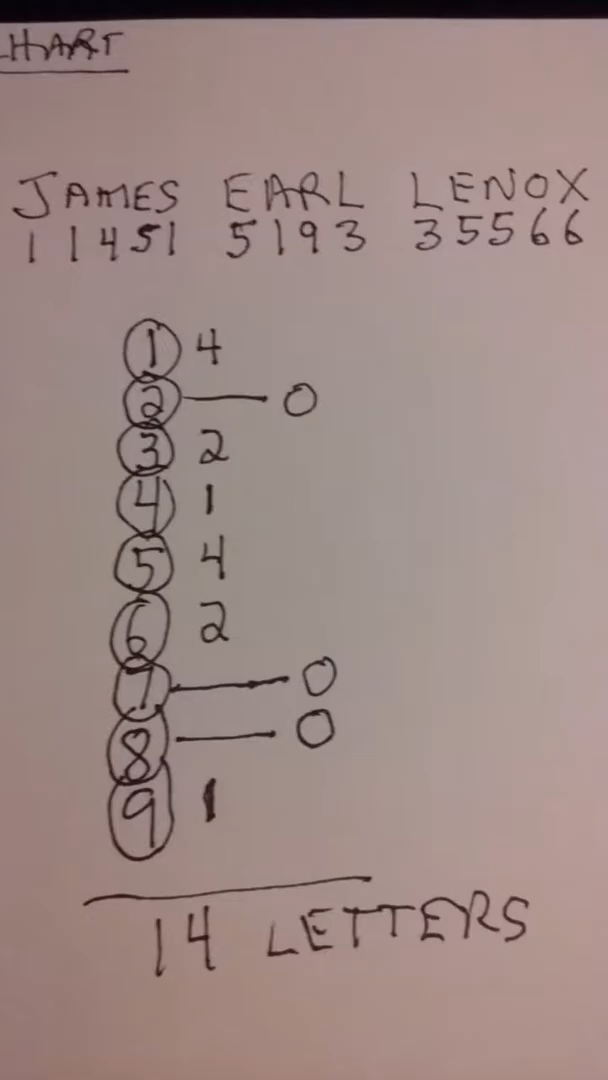 HART
JAMES EARL LENOX
11451 5193 35566
1 4
2 — 0
3 2
4 1
5 4
6 2
7 — 0
8 — 0
9 1
14 LETTERS